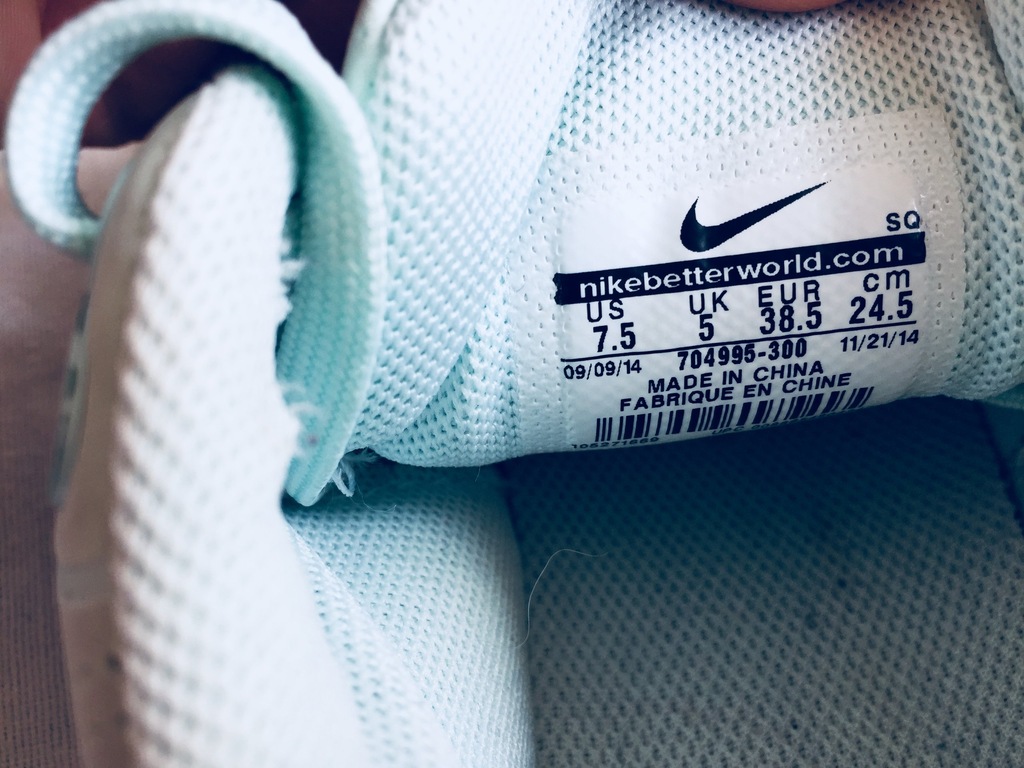 SQ
nikebetterworld.com
US UK EUR cm
7.5 5 38.5 24.5
09/09/14 704995-300 11/21/14
MADE IN CHINA
FABRIQUE EN CHINE